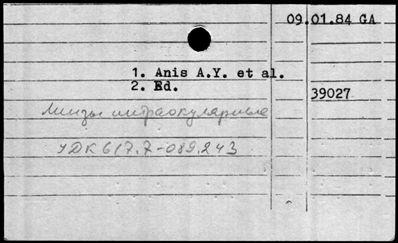 09.01.84 GA
1. Anis A.Y. et al.
2. Ed.
39027
Линзы интраокулярные
УДК 617.7-089.243